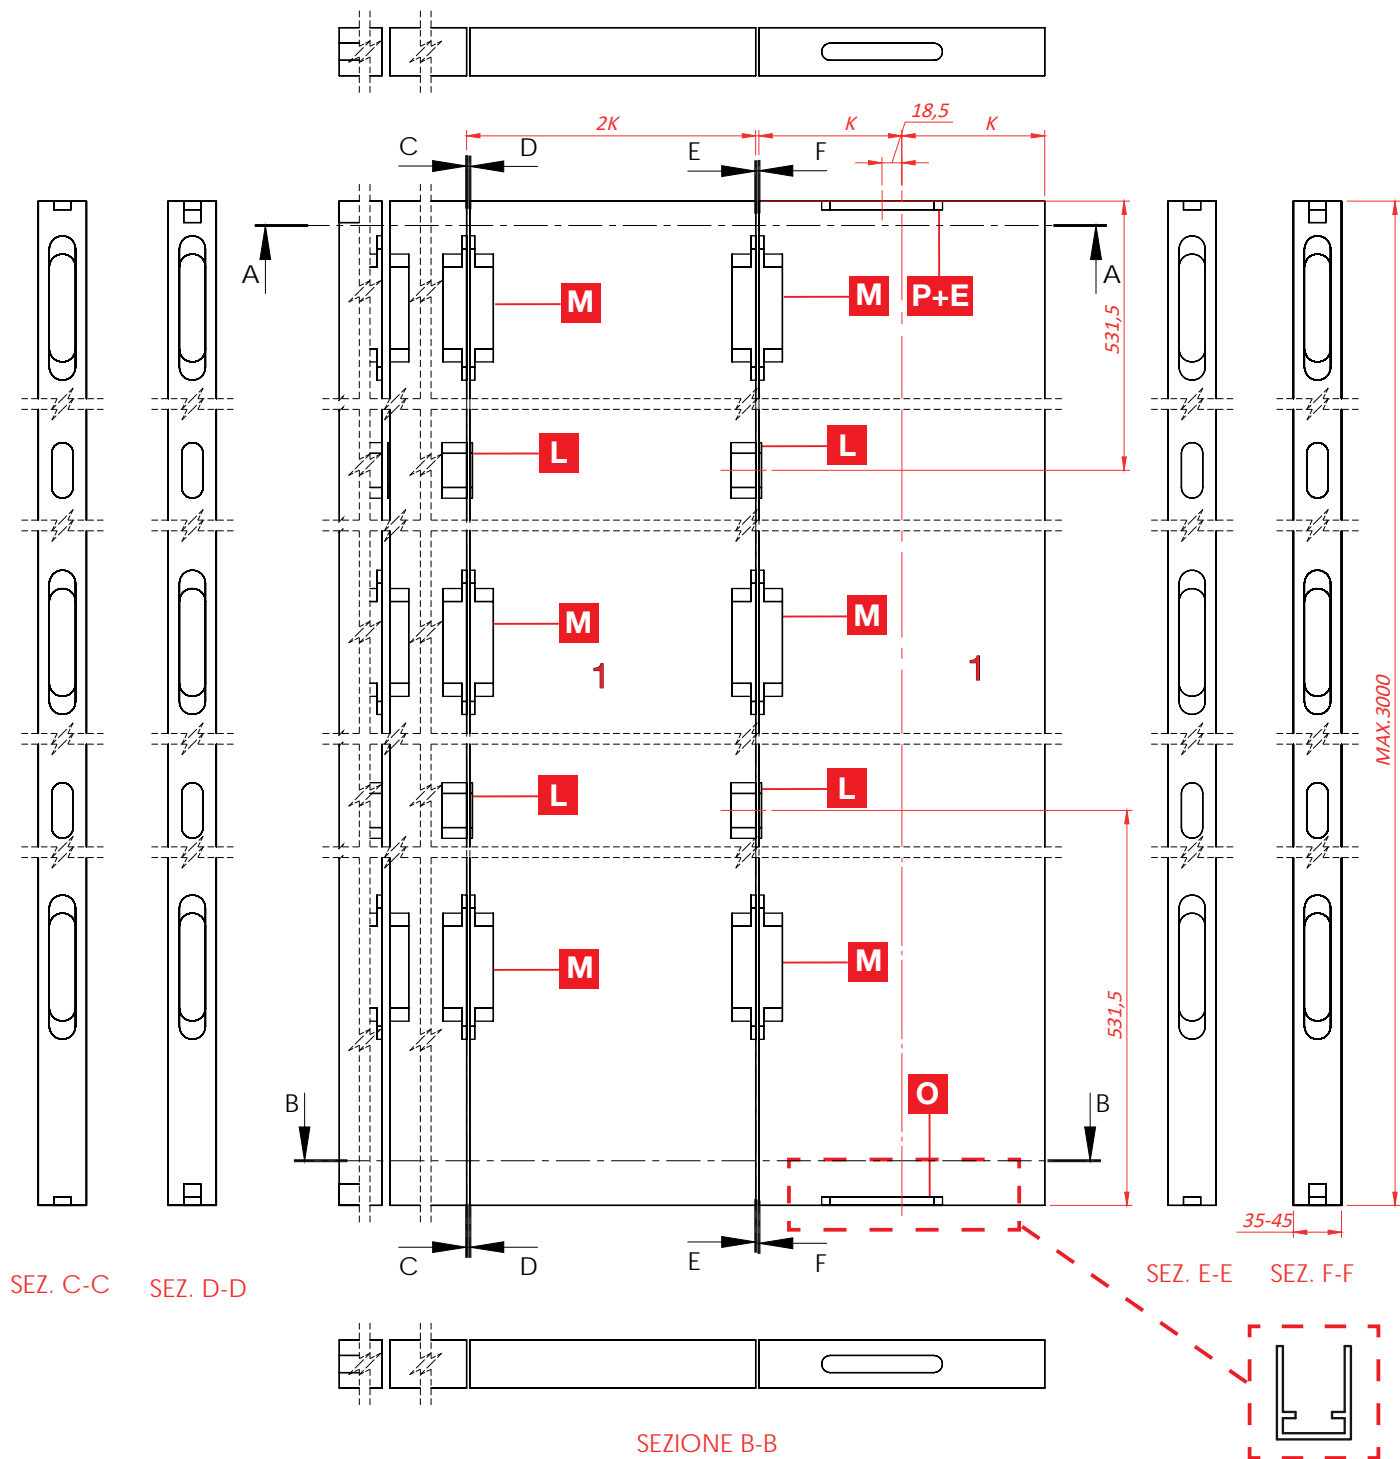 18,5
2K
K
K
C
D
E
F
A
A
M
M
P+E
531,5
L
L
M
M
1
1
MAX.3000
L
L
M
M
531,5
O
B
B
35-45
C
D
E
F
SEZ. C-C
SEZ. D-D
SEZ. E-E
SEZ. F-F
SEZIONE B-B